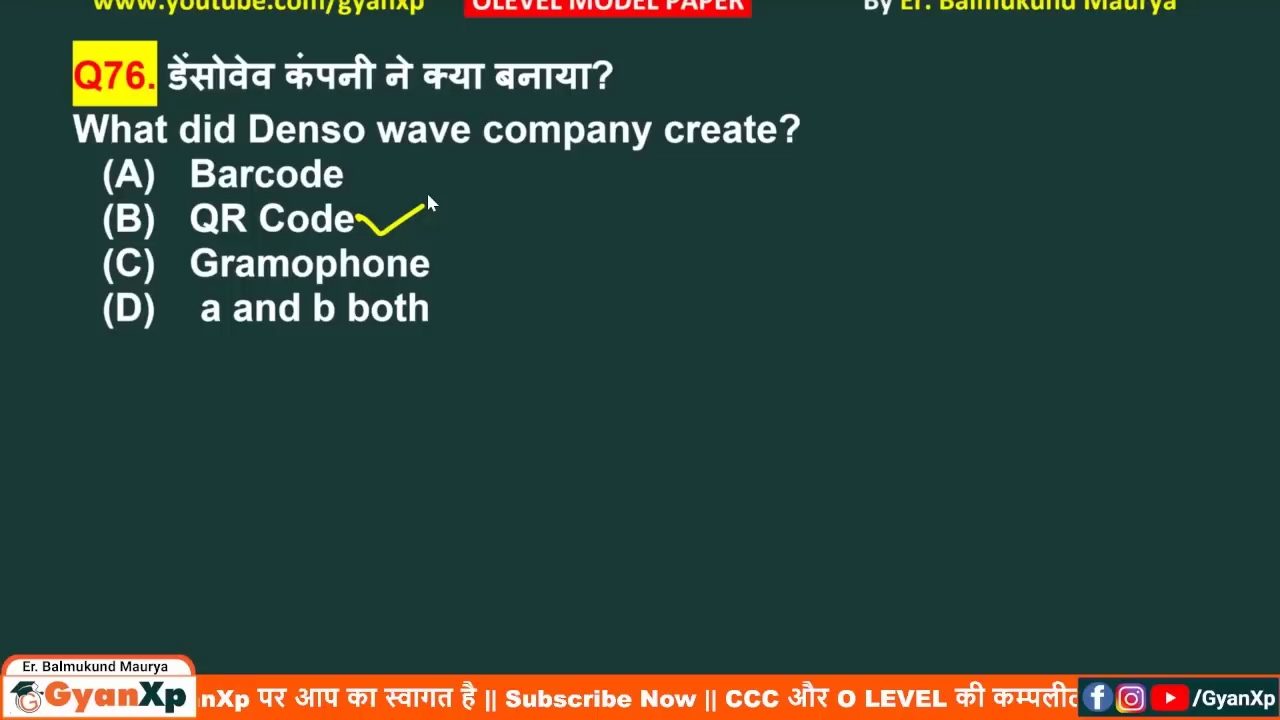 www.youtube.com/gyanxp OLEVEL MODEL PAPER By Er. Balmukund Maurya
Q76. डेंसोवेव कंपनी ने क्या बनाया?
What did Denso wave company create?
(A) Barcode
(B) QR Code
(C) Gramophone
(D) a and b both
Er. Balmukund Maurya
GyanXp nXp पर आप का स्वागत है || Subscribe Now || CCC और O LEVEL की कम्पलीट /GyanXp